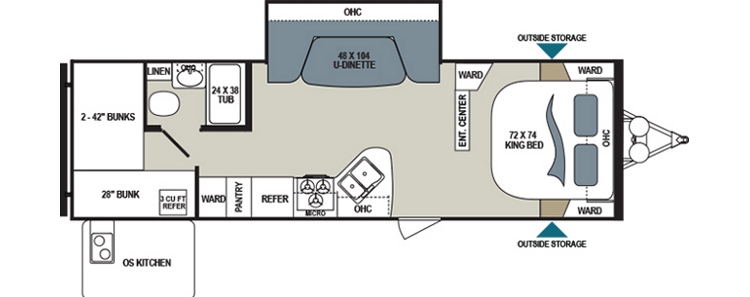 OHC
OUTSIDE STORAGE
48 X 104
U-DINETTE
LINEN
OHC
WARD
WARD
24 X 38
TUB
2 - 42" BUNKS
ENT. CENTER
72 X 74
KING BED
OHC
28" BUNK
3 CU FT
REFER
WARD
PANTRY
REFER
MICRO
OHC
WARD
OS KITCHEN
OUTSIDE STORAGE